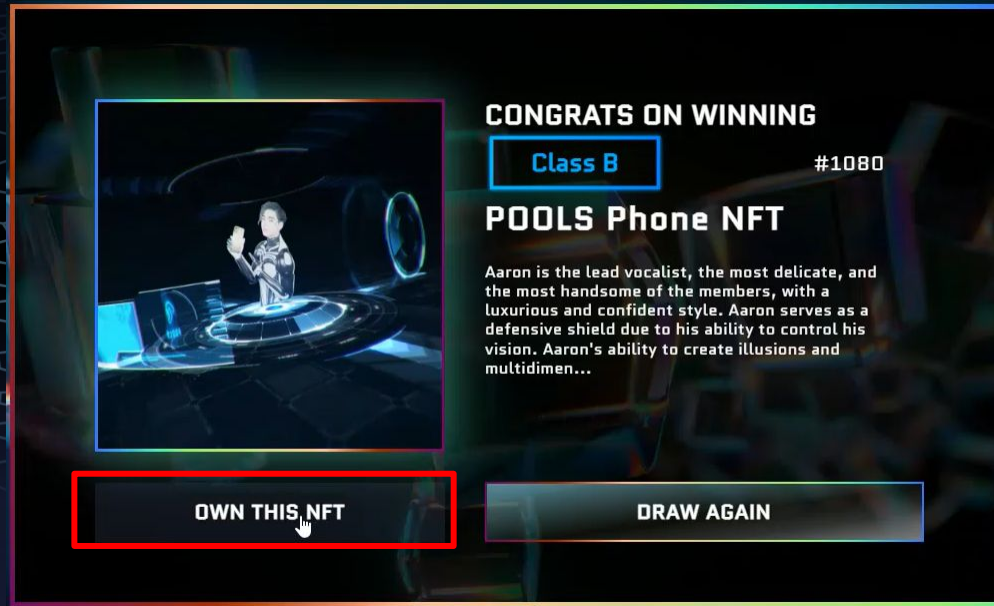 CONGRATS ON WINNING
Class B
#1080
POOLS Phone NFT
Aaron is the lead vocalist, the most delicate, and
the most handsome of the members, with a
luxurious and confident style. Aaron serves as a
defensive shield due to his ability to control his
vision. Aaron's ability to create illusions and
multidimen...
OWN THIS NFT
DRAW AGAIN